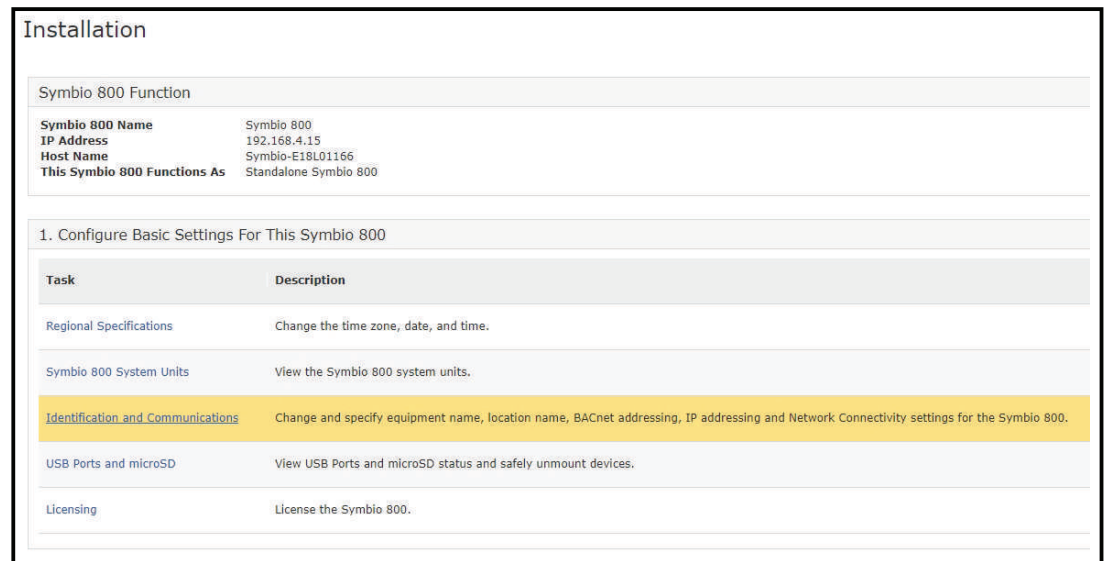 Installation
Symbio 800 Function
Symbio 800 Name Symbio 800
IP Address 192.168.4.15
Host Name Symbio-E18L01166
This Symbio 800 Functions As Standalone Symbio 800
1. Configure Basic Settings For This Symbio 800
Task Description
Regional Specifications Change the time zone, date, and time.
Symbio 800 System Units View the Symbio 800 system units.
Identification and Communications Change and specify equipment name, location name, BACnet addressing, IP addressing and Network Connectivity settings for the Symbio 800.
USB Ports and microSD View USB Ports and microSD status and safely unmount devices.
Licensing License the Symbio 800.